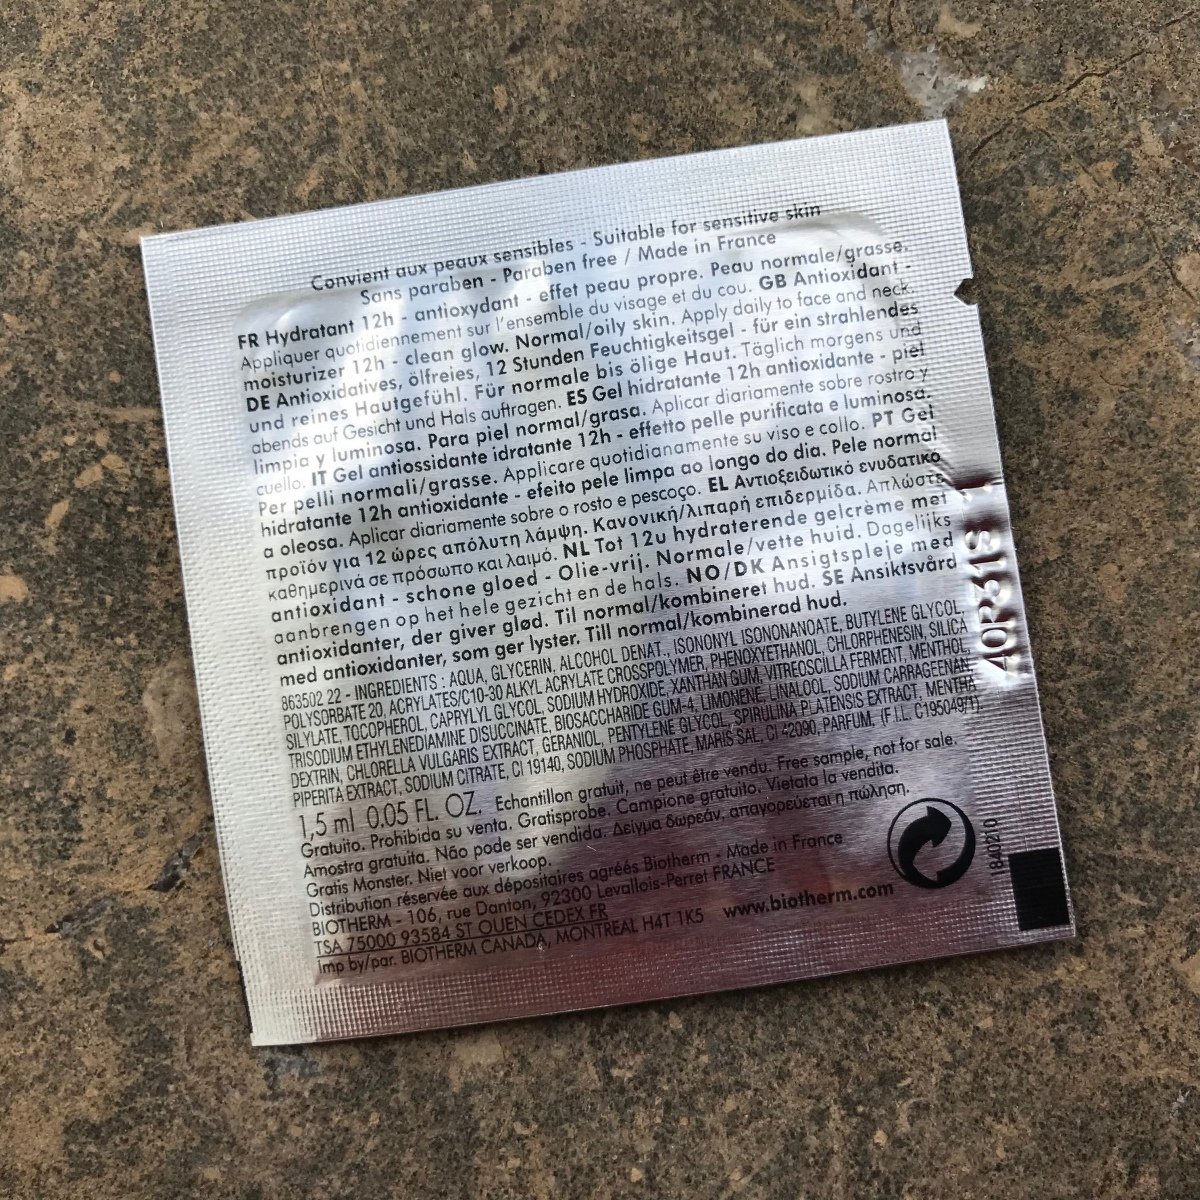 Convient aux peaux sensibles - Suitable for sensitive skin
Sans paraben - Paraben free / Made in France
FR Hydratant 12h - antioxydant - effet peau propre. Peau normale/grasse.
Appliquer quotidiennement sur l'ensemble du visage et du cou. GB Antioxidant -
moisturizer 12h - clean glow. Normal/oily skin. Apply daily to face and neck.
DE Antioxidatives, ölfreies, 12 Stunden Feuchtigkeitsgel - für ein strahlendes
und reines Hautgefühl. Für normale bis ölige Haut. Täglich morgens und
abends auf Gesicht und Hals auftragen. ES Gel hidratante 12h antioxidante - piel
limpia y luminosa. Para piel normal/grasa. Aplicar diariamente sobre rostro y
cuello. IT Gel antiossidante idratante 12h - effetto pelle purificata e luminosa.
Per pelli normali/grasse. Applicare quotidianamente su viso e collo. PT Gel
hidratante 12h antioxidante - efeito pele limpa ao longo do dia. Pele normal
a oleosa. Aplicar diariamente sobre o rosto e pescoço. EL Αντιοξειδωτικό ενυδατικό
προϊόν για 12 ώρες απόλυτη λάμψη. Κανονική/λιπαρή επιδερμίδα. Απλώστε
καθημερινά σε πρόσωπο και λαιμό. NL Tot 12u hydraterende gelcrème met
antioxidant - schone gloed - Olie-vrij. Normale/vette huid. Dagelijks
aanbrengen op het hele gezicht en de hals. NO/DK Ansigtspleje med
antioxidanter, der giver glød. Til normal/kombineret hud. SE Ansiktsvård
med antioxidanter, som ger lyster. Till normal/kombinerad hud.
863502 22 - INGREDIENTS : AQUA, GLYCERIN, ALCOHOL DENAT., ISONONYL ISONONANOATE, BUTYLENE GLYCOL,
POLYSORBATE 20, ACRYLATES/C10-30 ALKYL ACRYLATE CROSSPOLYMER, PHENOXYETHANOL, CHLORPHENESIN, SILICA
SILYLATE, TOCOPHEROL, CAPRYLYL GLYCOL, SODIUM HYDROXIDE, XANTHAN GUM, VITREOSCILLA FERMENT, MENTHOL,
TRISODIUM ETHYLENEDIAMINE DISUCCINATE, BIOSACCHARIDE GUM-4, LIMONENE, LINALOOL, SODIUM CARRAGEENAN,
DEXTRIN, CHLORELLA VULGARIS EXTRACT, GERANIOL, PENTYLENE GLYCOL, SPIRULINA PLATENSIS EXTRACT, MENTHA
PIPERITA EXTRACT, SODIUM CITRATE, CI 19140, SODIUM PHOSPHATE, MARIS SAL, CI 42090, PARFUM. (F.I.L. C195049/1).
1,5 ml 0.05 FL. OZ. Echantillon gratuit, ne peut être vendu. Free sample, not for sale.
Gratuito. Prohibida su venta. Gratisprobe. Campione gratuito. Vietata la vendita.
Amostra gratuita. Não pode ser vendida. Δείγμα δωρεάν, απαγορεύεται η πώληση.
Gratis Monster. Niet voor verkoop.
Distribution réservée aux dépositaires agréés Biotherm - Made in France
BIOTHERM - 106, rue Danton, 92300 Levallois-Perret FRANCE
TSA 75000 93584 ST OUEN CEDEX FR
Imp by/par. BIOTHERM CANADA, MONTREAL H4T 1K5 www.biotherm.com
40R31S
1B40210